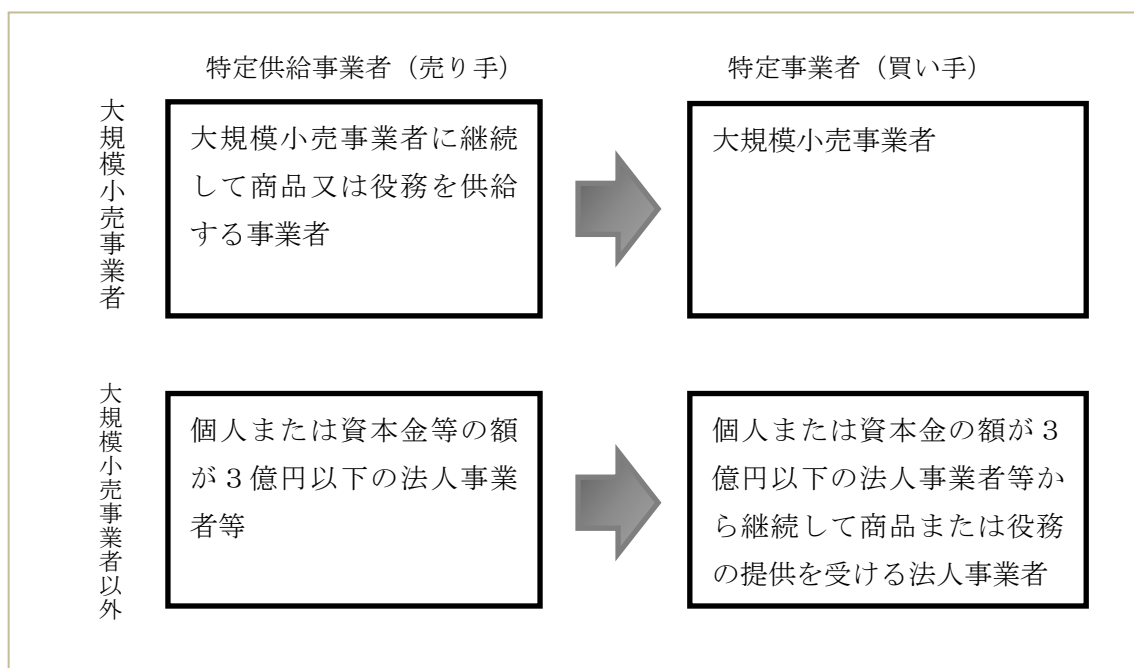 特定供給事業者（売り手）
特定事業者（買い手）
大規模小売事業者
大規模小売事業者に継続
して商品又は役務を供給
する事業者
大規模小売事業者
大規模小売事業者以外
個人または資本金等の額
が３億円以下の法人事業
者等
個人または資本金の額が３
億円以下の法人事業者等か
ら継続して商品または役務
の提供を受ける法人事業者